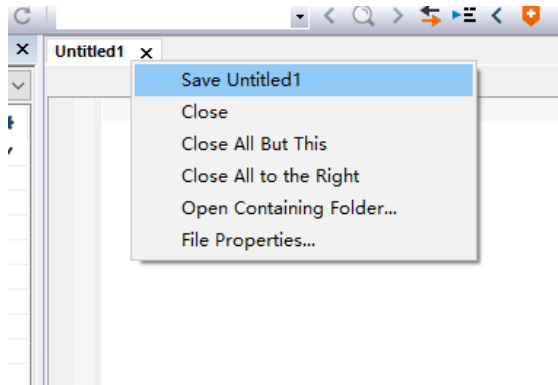 Untitled1
Save Untitled1
Close
Close All But This
Close All to the Right
Open Containing Folder...
File Properties...